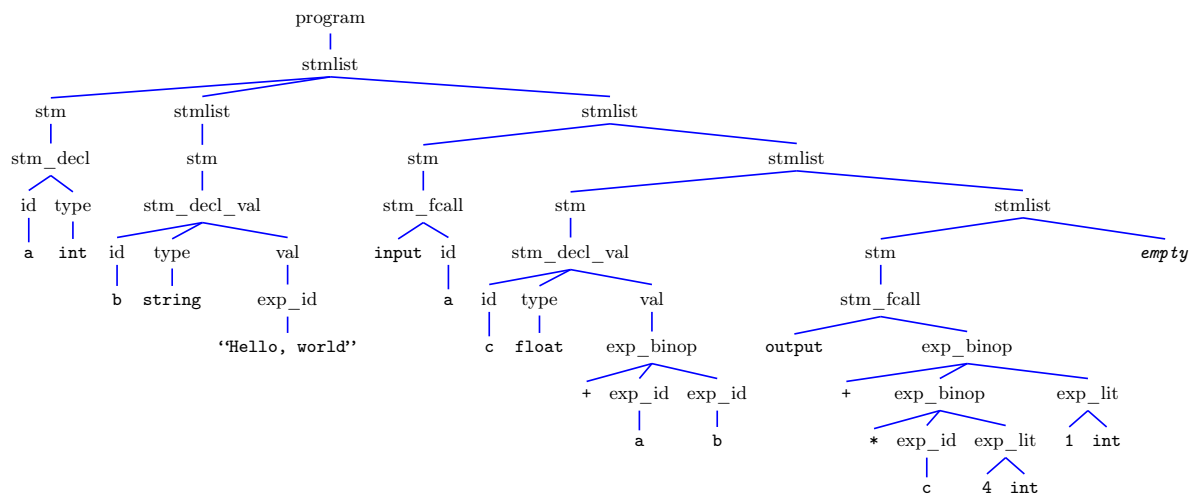 program
stmlist
stm stmlist stmlist
stm_decl stm stm stmlist
id type stm_decl_val stm_fcall stm stmlist
a int id type val input id stm_decl_val stm empty
b string exp_id a id type val stm_fcall
“Hello, world” c float exp_binop output exp_binop
+ exp_id exp_id + exp_binop exp_lit
a b * exp_id exp_lit 1 int
c 4 int